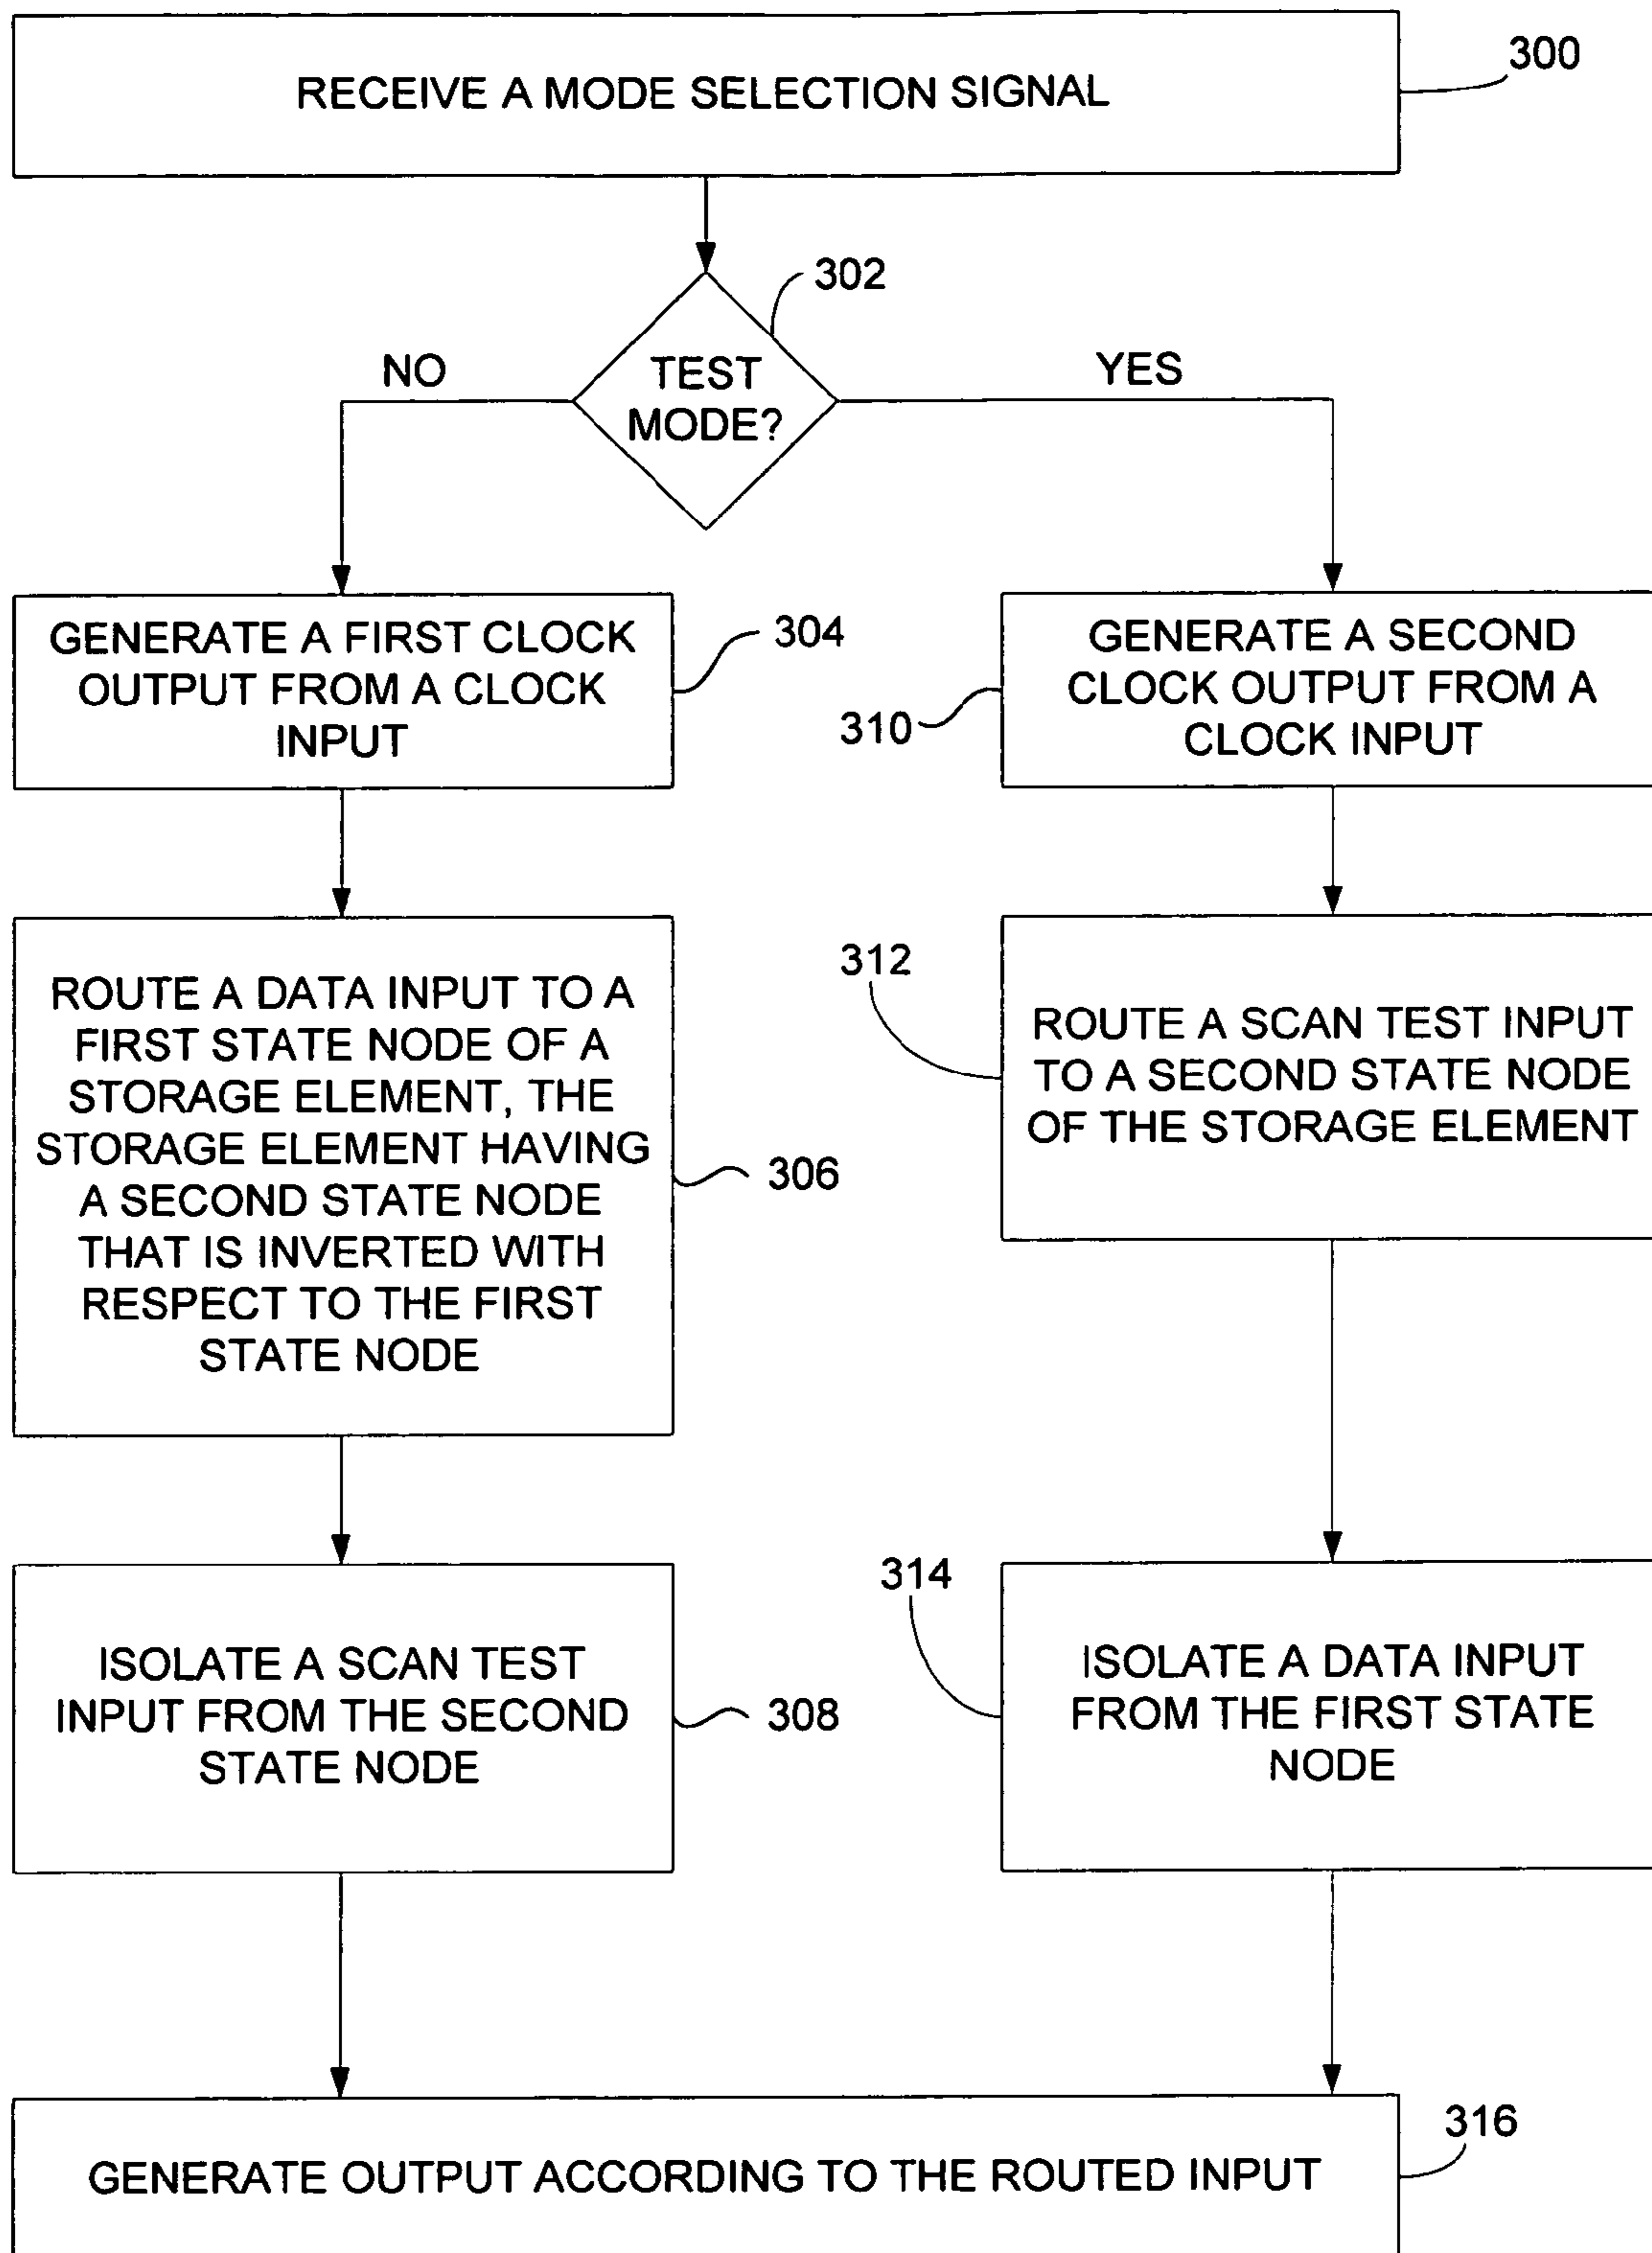 RECEIVE A MODE SELECTION SIGNAL
300
302
TEST
MODE?
NO
YES
GENERATE A FIRST CLOCK
OUTPUT FROM A CLOCK
INPUT
304
GENERATE A SECOND
CLOCK OUTPUT FROM A
CLOCK INPUT
310
ROUTE A DATA INPUT TO A
FIRST STATE NODE OF A
STORAGE ELEMENT, THE
STORAGE ELEMENT HAVING
A SECOND STATE NODE
THAT IS INVERTED WITH
RESPECT TO THE FIRST
STATE NODE
306
312
ROUTE A SCAN TEST INPUT
TO A SECOND STATE NODE
OF THE STORAGE ELEMENT
ISOLATE A SCAN TEST
INPUT FROM THE SECOND
STATE NODE
308
314
ISOLATE A DATA INPUT
FROM THE FIRST STATE
NODE
GENERATE OUTPUT ACCORDING TO THE ROUTED INPUT
316